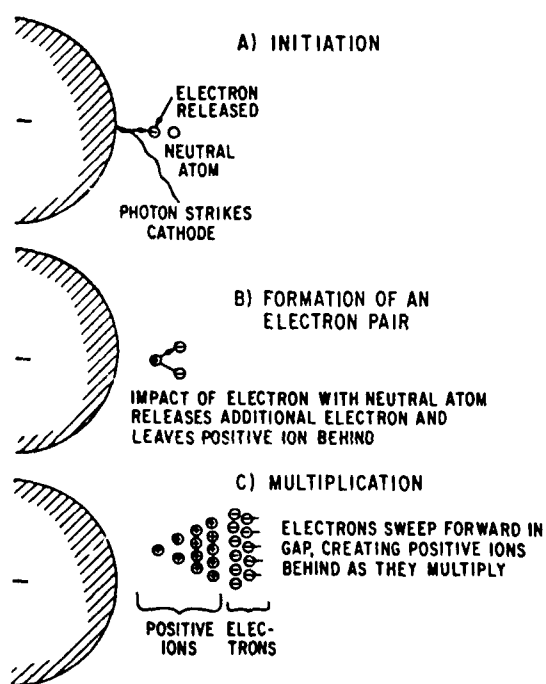 A) INITIATION
ELECTRON
RELEASED
NEUTRAL
ATOM
PHOTON STRIKES
CATHODE
B) FORMATION OF AN
ELECTRON PAIR
IMPACT OF ELECTRON WITH NEUTRAL ATOM
RELEASES ADDITIONAL ELECTRON AND
LEAVES POSITIVE ION BEHIND
C) MULTIPLICATION
ELECTRONS SWEEP FORWARD IN
GAP, CREATING POSITIVE IONS
BEHIND AS THEY MULTIPLY
POSITIVE
IONS
ELEC-
TRONS